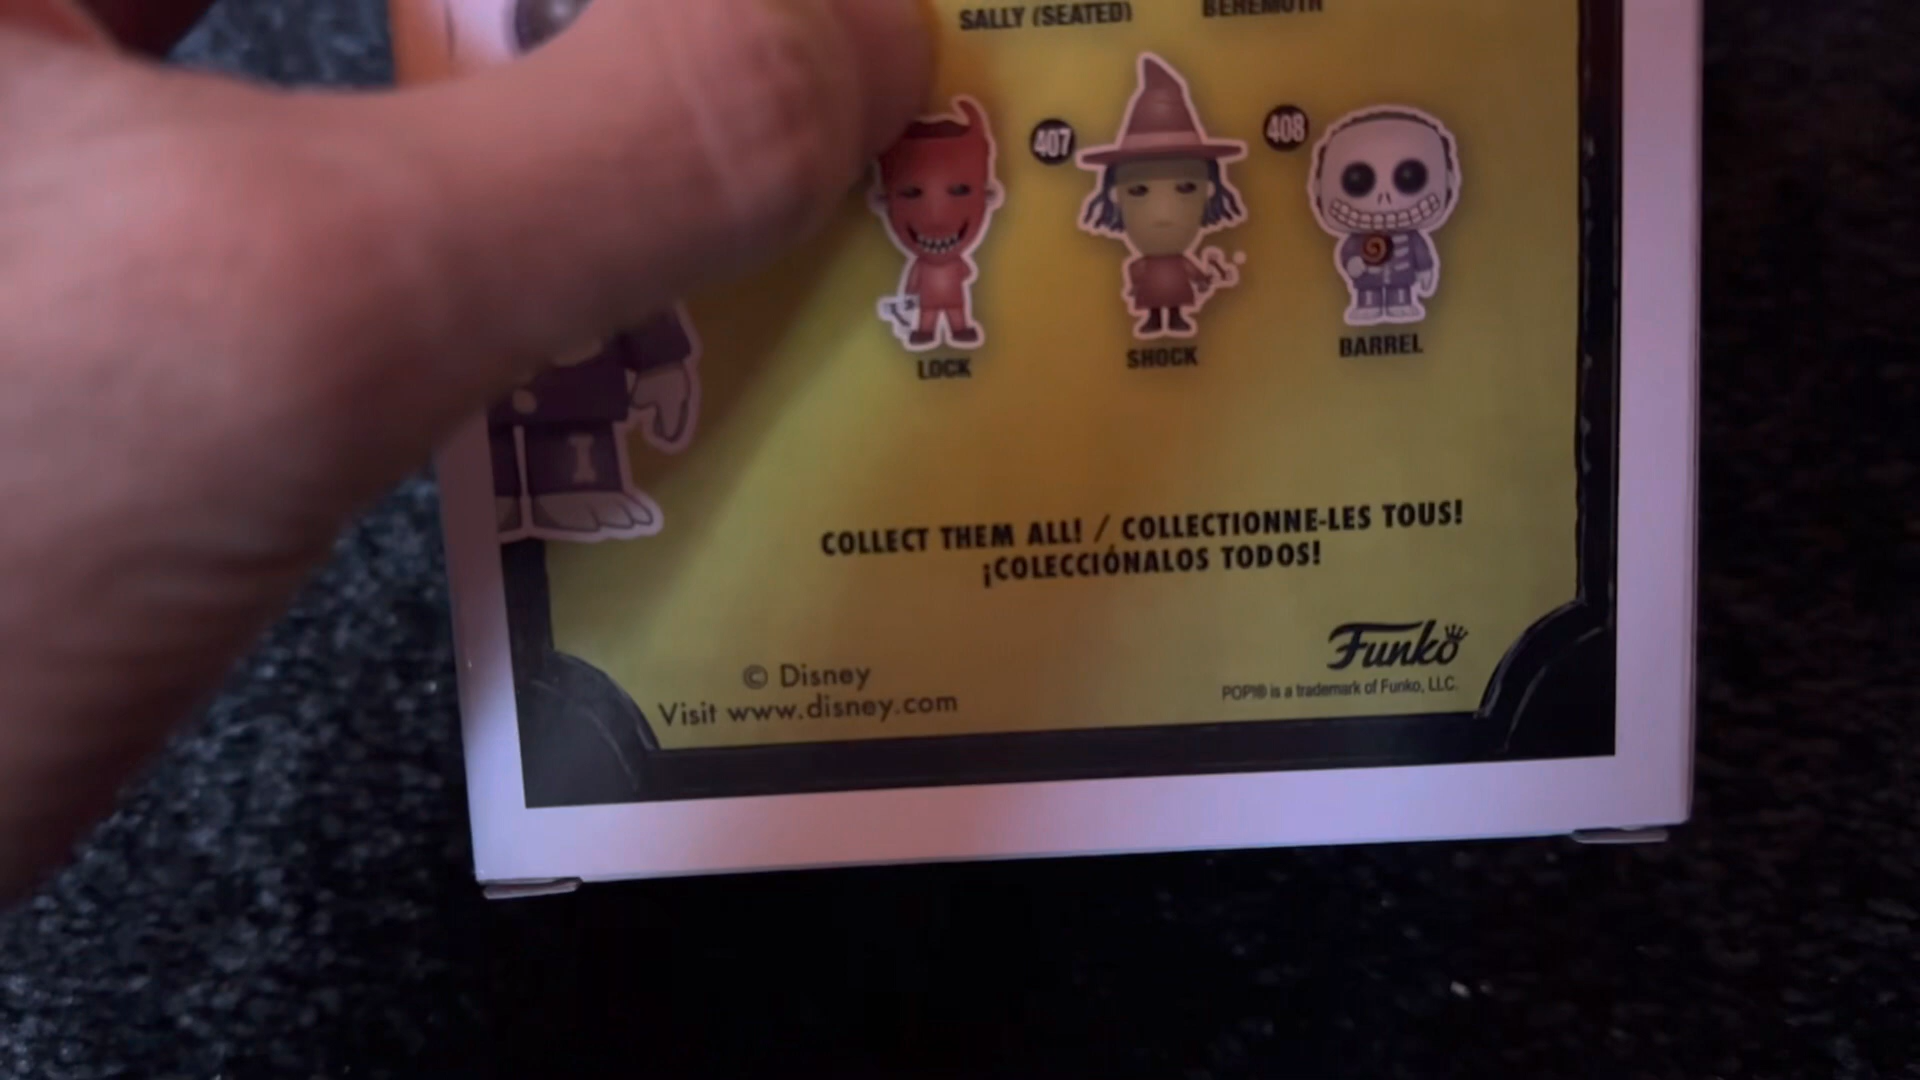 SALLY (SEATED)
BEHEMOTH
407
408
LOCK
SHOCK
BARREL
COLLECT THEM ALL! / COLLECTIONNE-LES TOUS!
¡COLECCIÓNALOS TODOS!
© Disney
Visit www.disney.com
Funko
POP!® is a trademark of Funko, LLC.